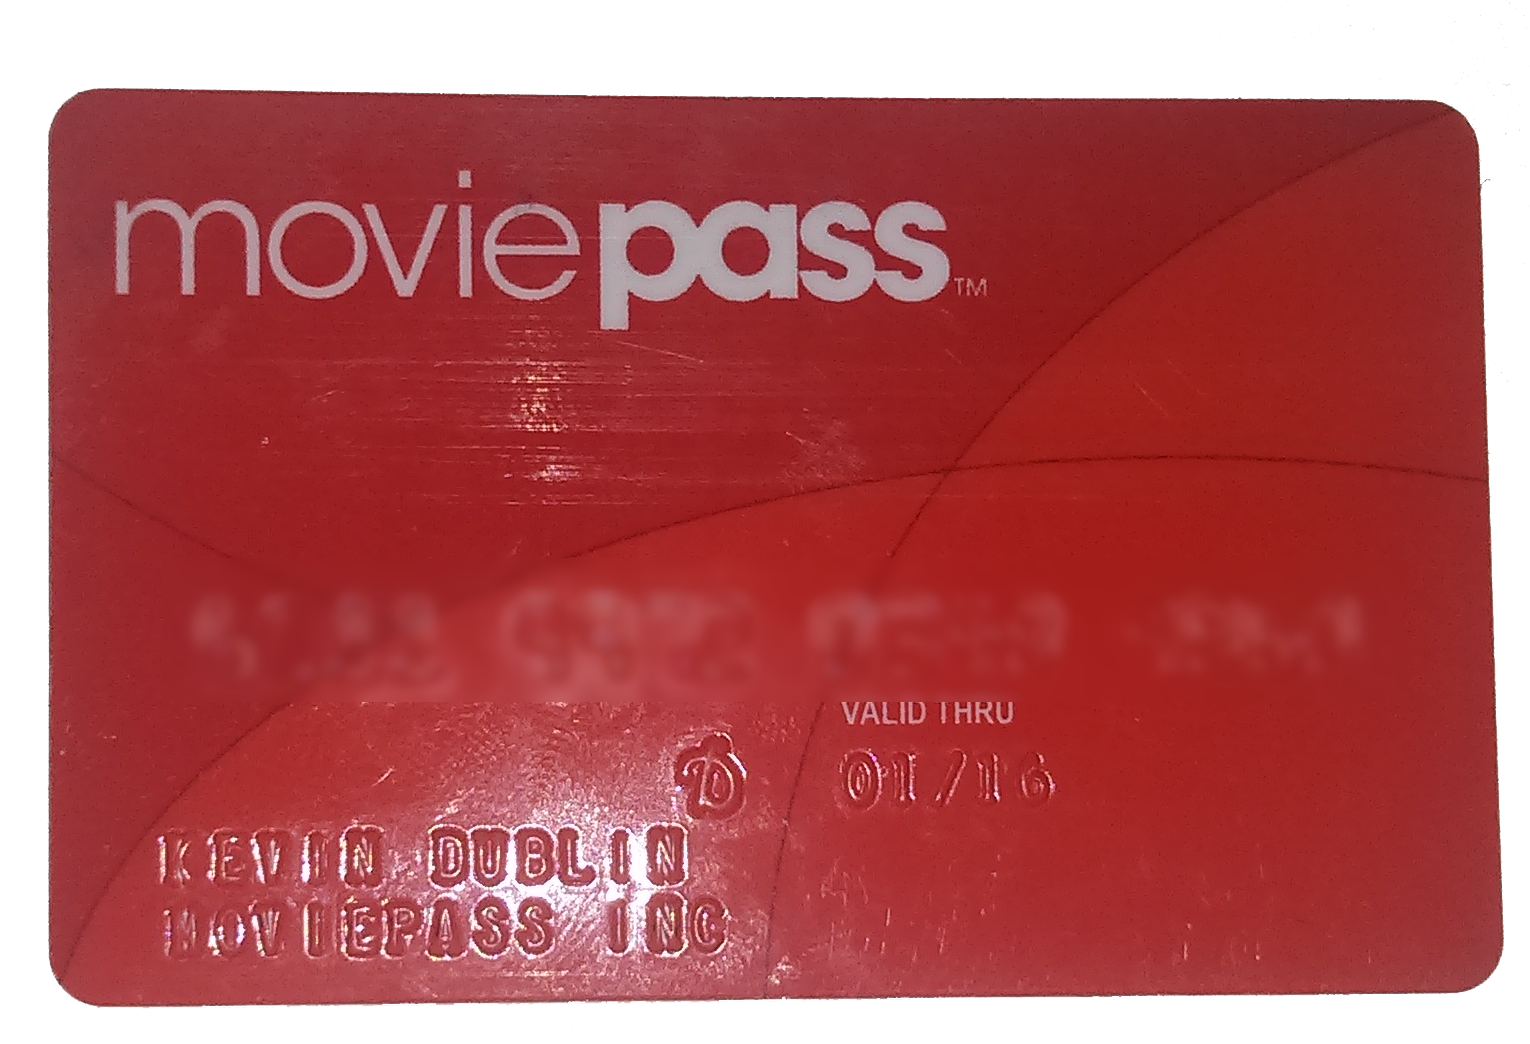 moviepass™
VALID THRU
D 01/16
KEVIN DUBLIN
MOVIEPASS INC